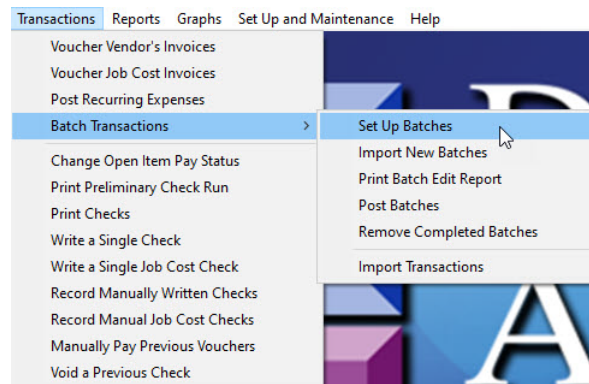 Transactions Reports Graphs Set Up and Maintenance Help
Voucher Vendor's Invoices
Voucher Job Cost Invoices
Post Recurring Expenses
Batch Transactions
Set Up Batches
Import New Batches
Print Batch Edit Report
Post Batches
Remove Completed Batches
Import Transactions
Change Open Item Pay Status
Print Preliminary Check Run
Print Checks
Write a Single Check
Write a Single Job Cost Check
Record Manually Written Checks
Record Manual Job Cost Checks
Manually Pay Previous Vouchers
Void a Previous Check
A